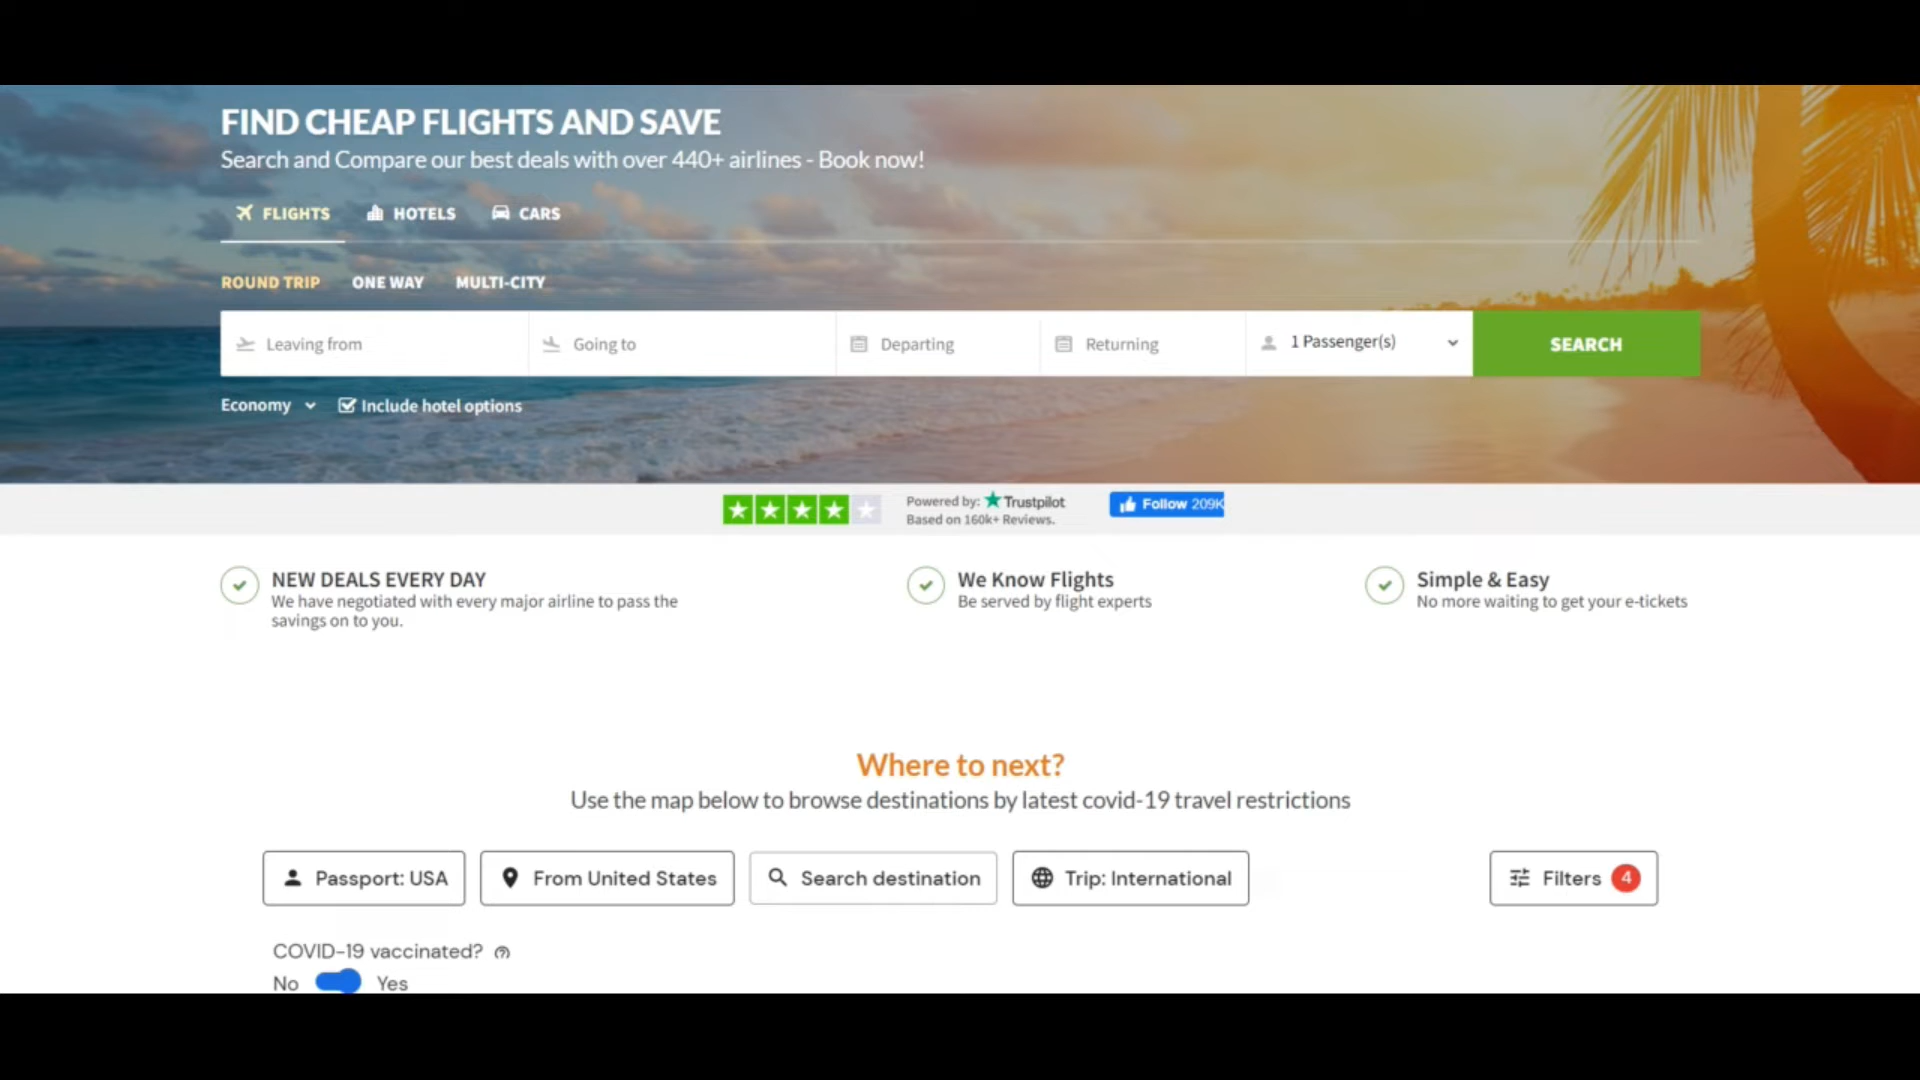 FIND CHEAP FLIGHTS AND SAVE
Search and Compare our best deals with over 440+ airlines - Book now!
FLIGHTS HOTELS CARS
ROUND TRIP ONE WAY MULTI-CITY
Leaving from Going to Departing Returning 1 Passenger(s) SEARCH
Economy Include hotel options
Powered by: Trustpilot
Based on 160k+ Reviews.
Follow 209K
NEW DEALS EVERY DAY
We have negotiated with every major airline to pass the
savings on to you.
We Know Flights
Be served by flight experts
Simple & Easy
No more waiting to get your e-tickets
Where to next?
Use the map below to browse destinations by latest covid-19 travel restrictions
Passport: USA From United States Search destination Trip: International Filters 4
COVID-19 vaccinated?
No Yes